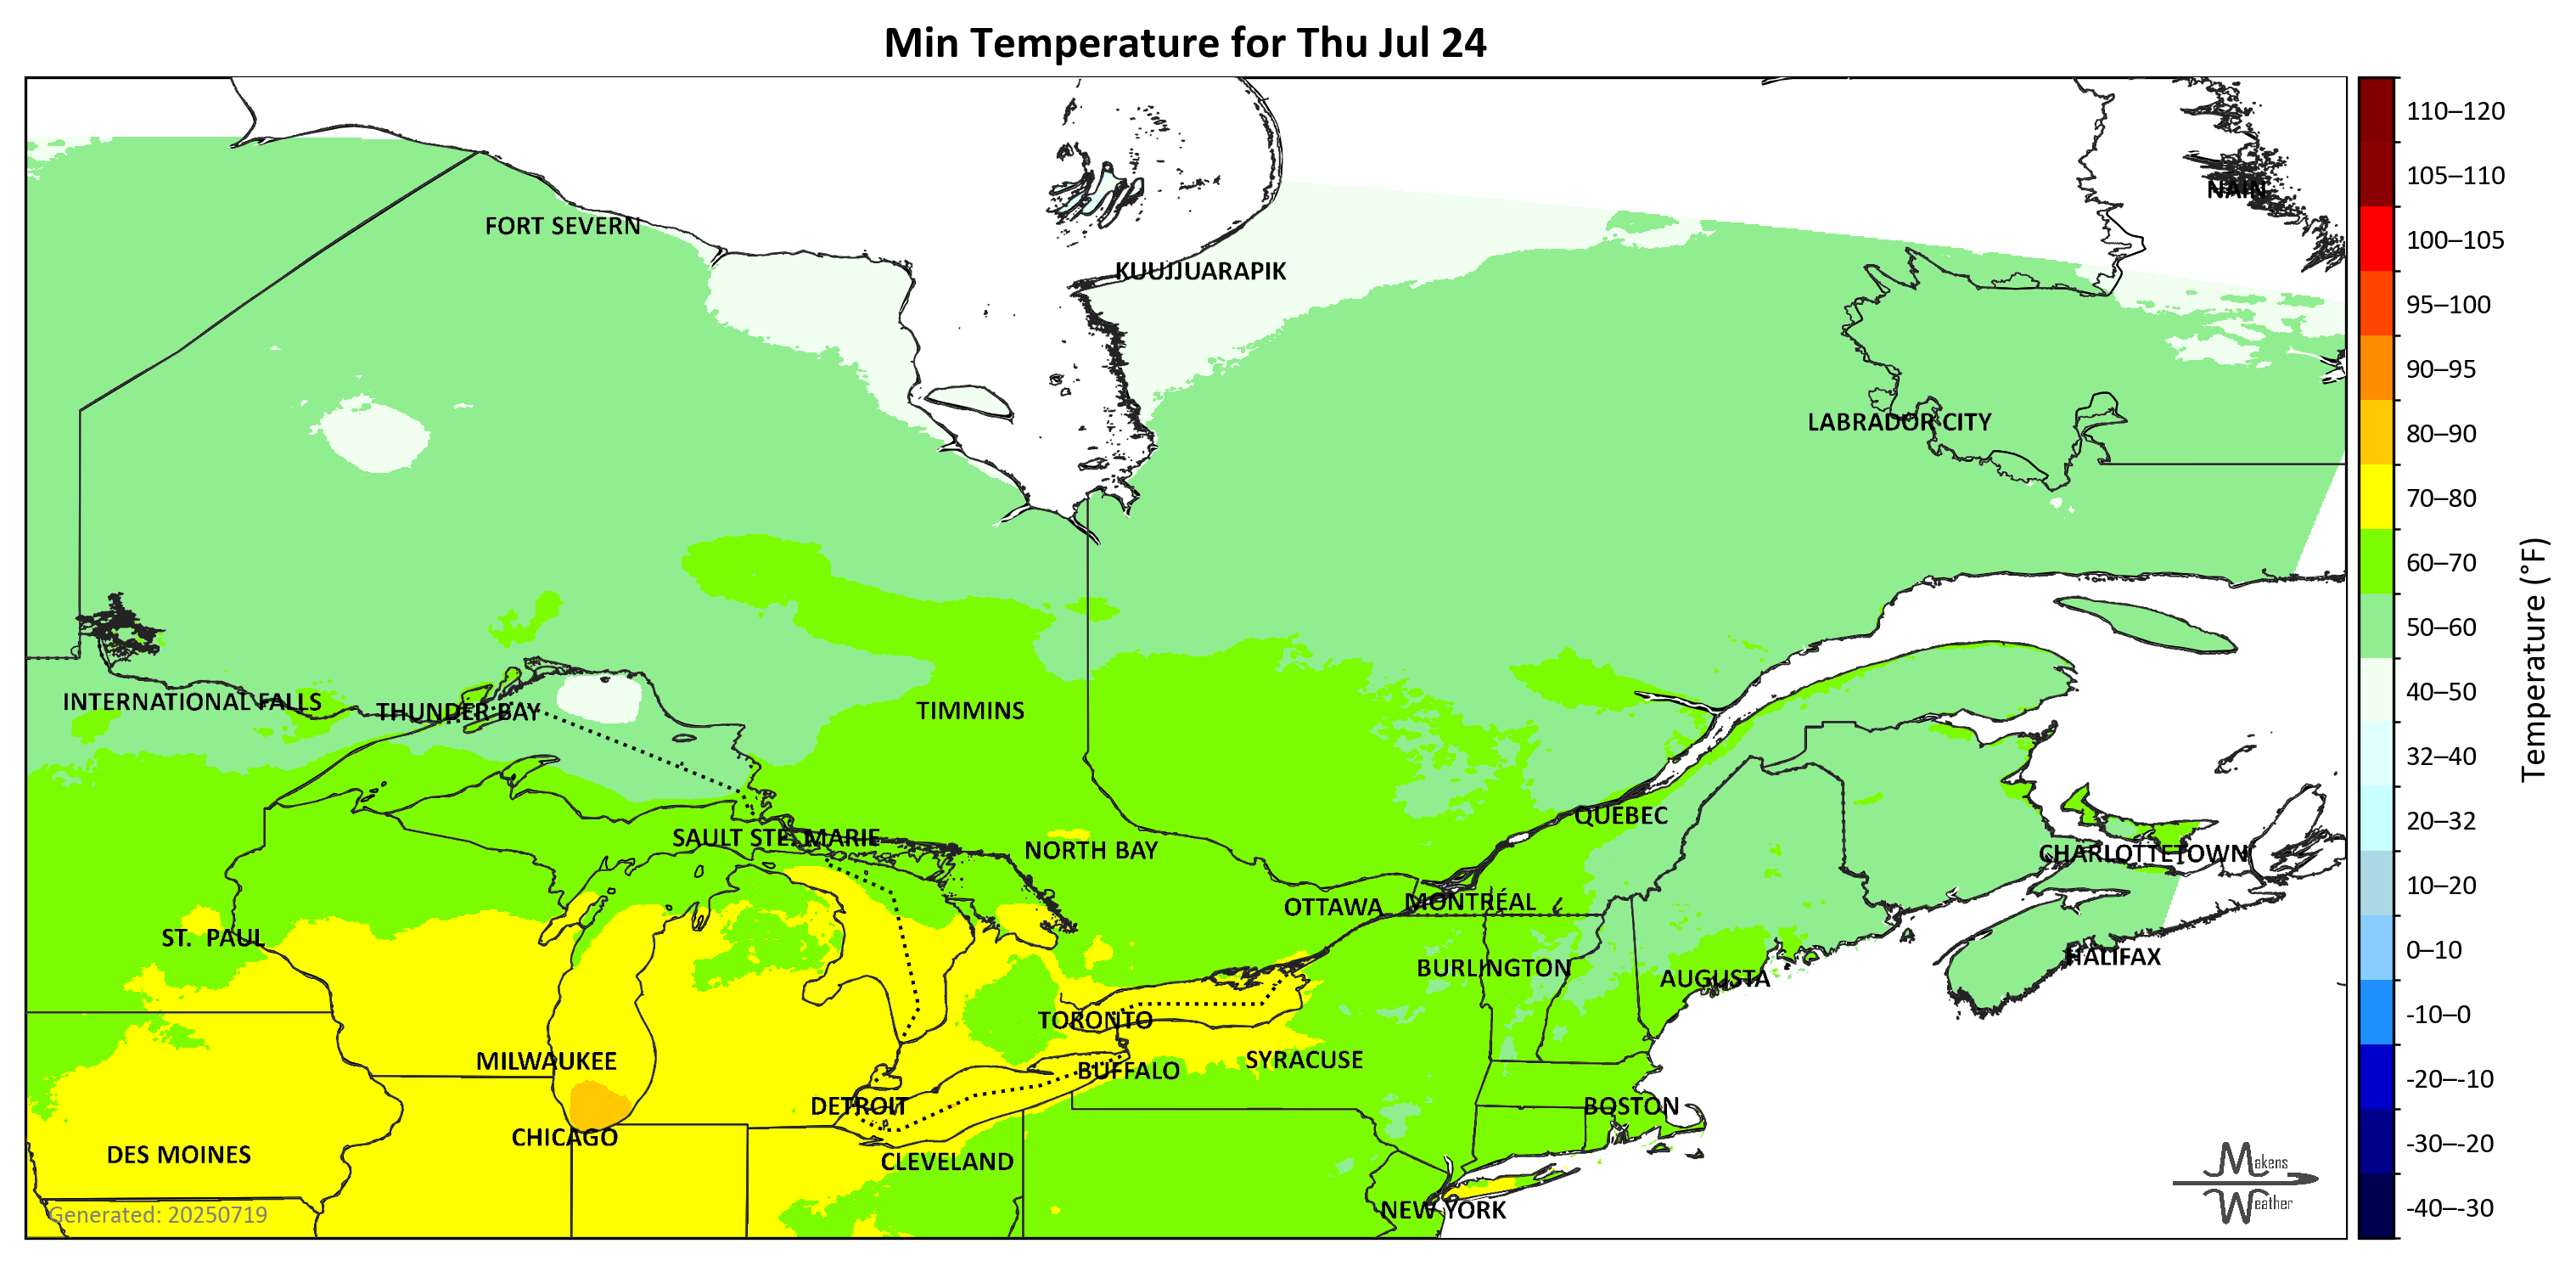 Min Temperature for Thu Jul 24
NAIN
FORT SEVERN
KUUJJUARAPIK
LABRADOR CITY
INTERNATIONAL FALLS
THUNDER BAY
TIMMINS
QUÉBEC
SAULT STE. MARIE
NORTH BAY
CHARLOTTETOWN
OTTAWA
MONTRÉAL
ST. PAUL
HALIFAX
BURLINGTON
AUGUSTA
TORONTO
MILWAUKEE
SYRACUSE
BUFFALO
DETROIT
BOSTON
CHICAGO
DES MOINES
CLEVELAND
NEW YORK
Generated: 20250719
Makens
Weather
110–120
105–110
100–105
95–100
90–95
80–90
70–80
60–70
50–60
40–50
32–40
20–32
10–20
0–10
-10–0
-20–-10
-30–-20
-40–-30
Temperature (°F)